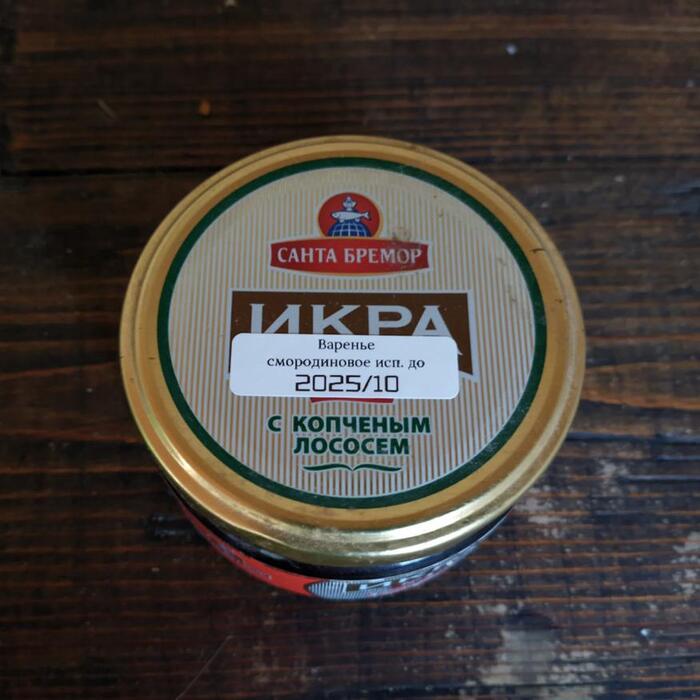 САНТА БРЕМОР
ИКРА
Варенье
смородиновое исп. до
2025/10
С КОПЧЕНЫМ
ЛОСОСЕМ